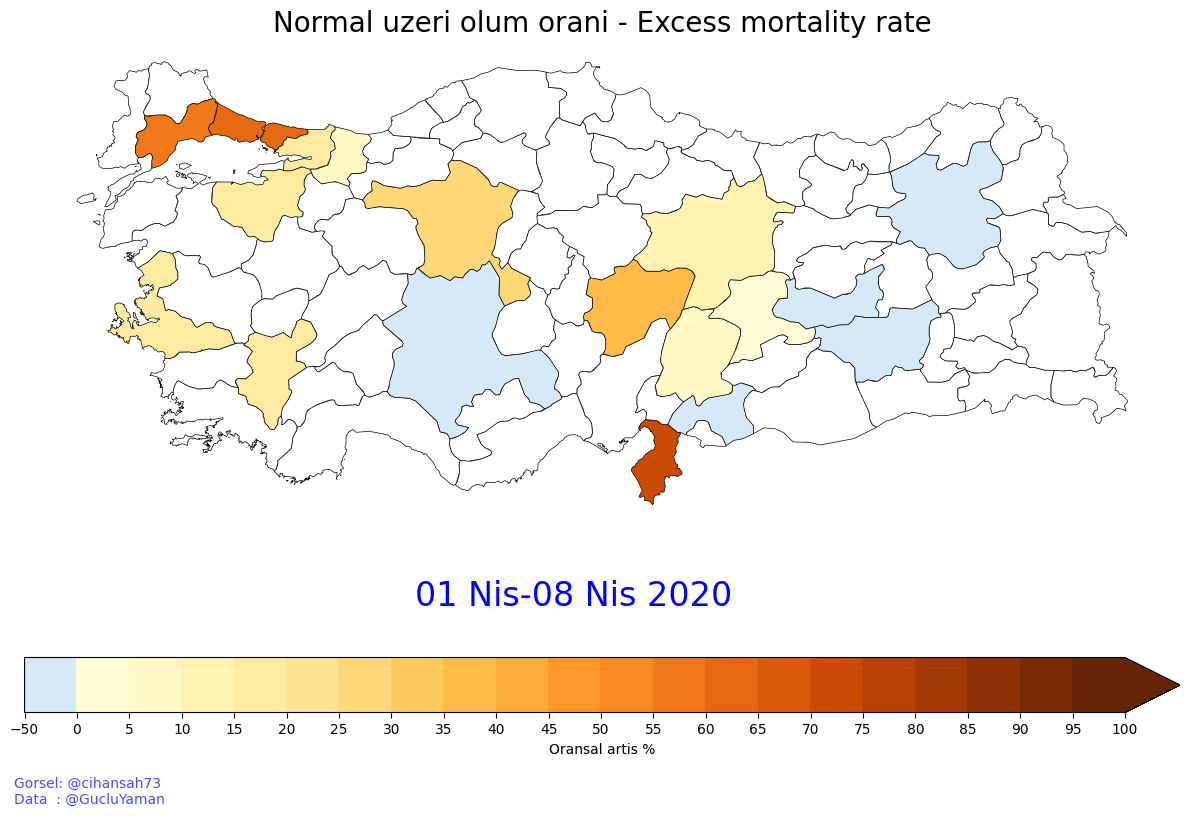 Normal uzeri olum orani - Excess mortality rate
01 Nis-08 Nis 2020
−50 0 5 10 15 20 25 30 35 40 45 50 55 60 65 70 75 80 85 90 95 100
Oransal artis %
Gorsel: @cihansah73
Data  : @GucluYaman